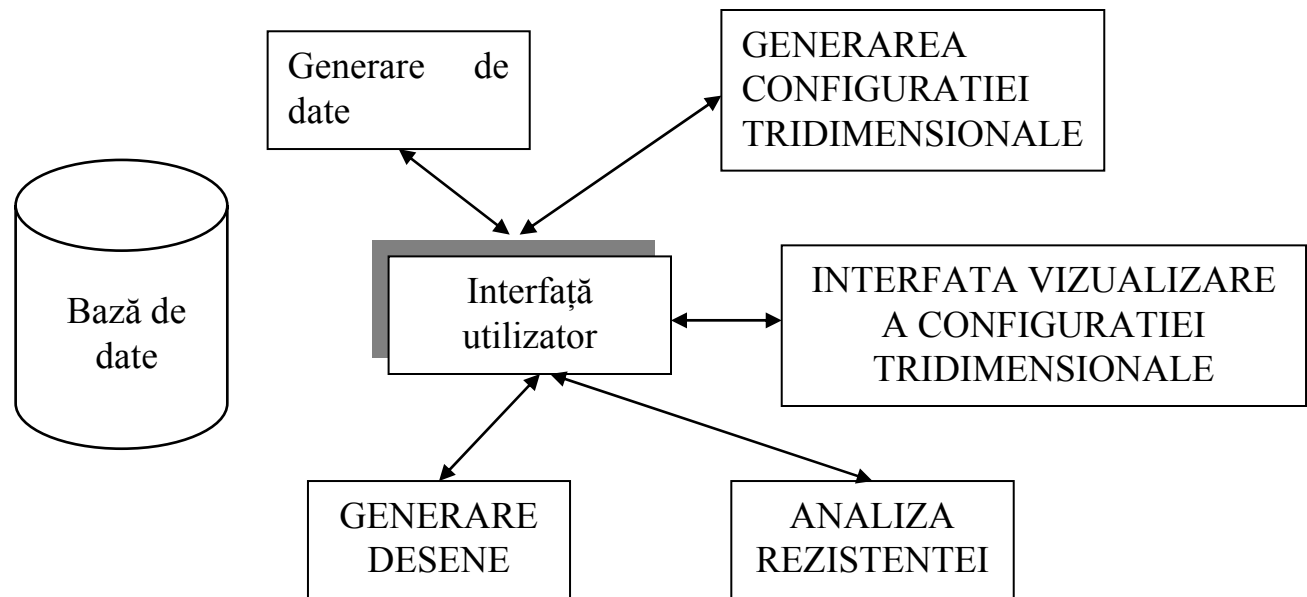 Generare de
date
GENERAREA
CONFIGURATIEI
TRIDIMENSIONALE
Bază de
date
Interfață
utilizator
INTERFATA VIZUALIZARE
A CONFIGURATIEI
TRIDIMENSIONALE
GENERARE
DESENE
ANALIZA
REZISTENTEI